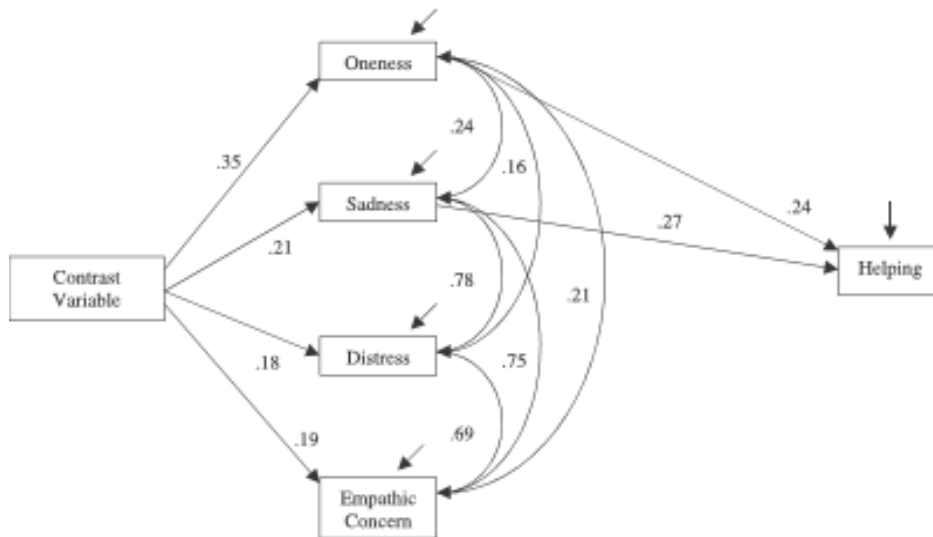 Oneness
.24
.35
.16
Sadness
.24
.27
.21
Helping
Contrast
Variable
.78
.21
Distress
.18
.75
.19
.69
Empathic
Concern